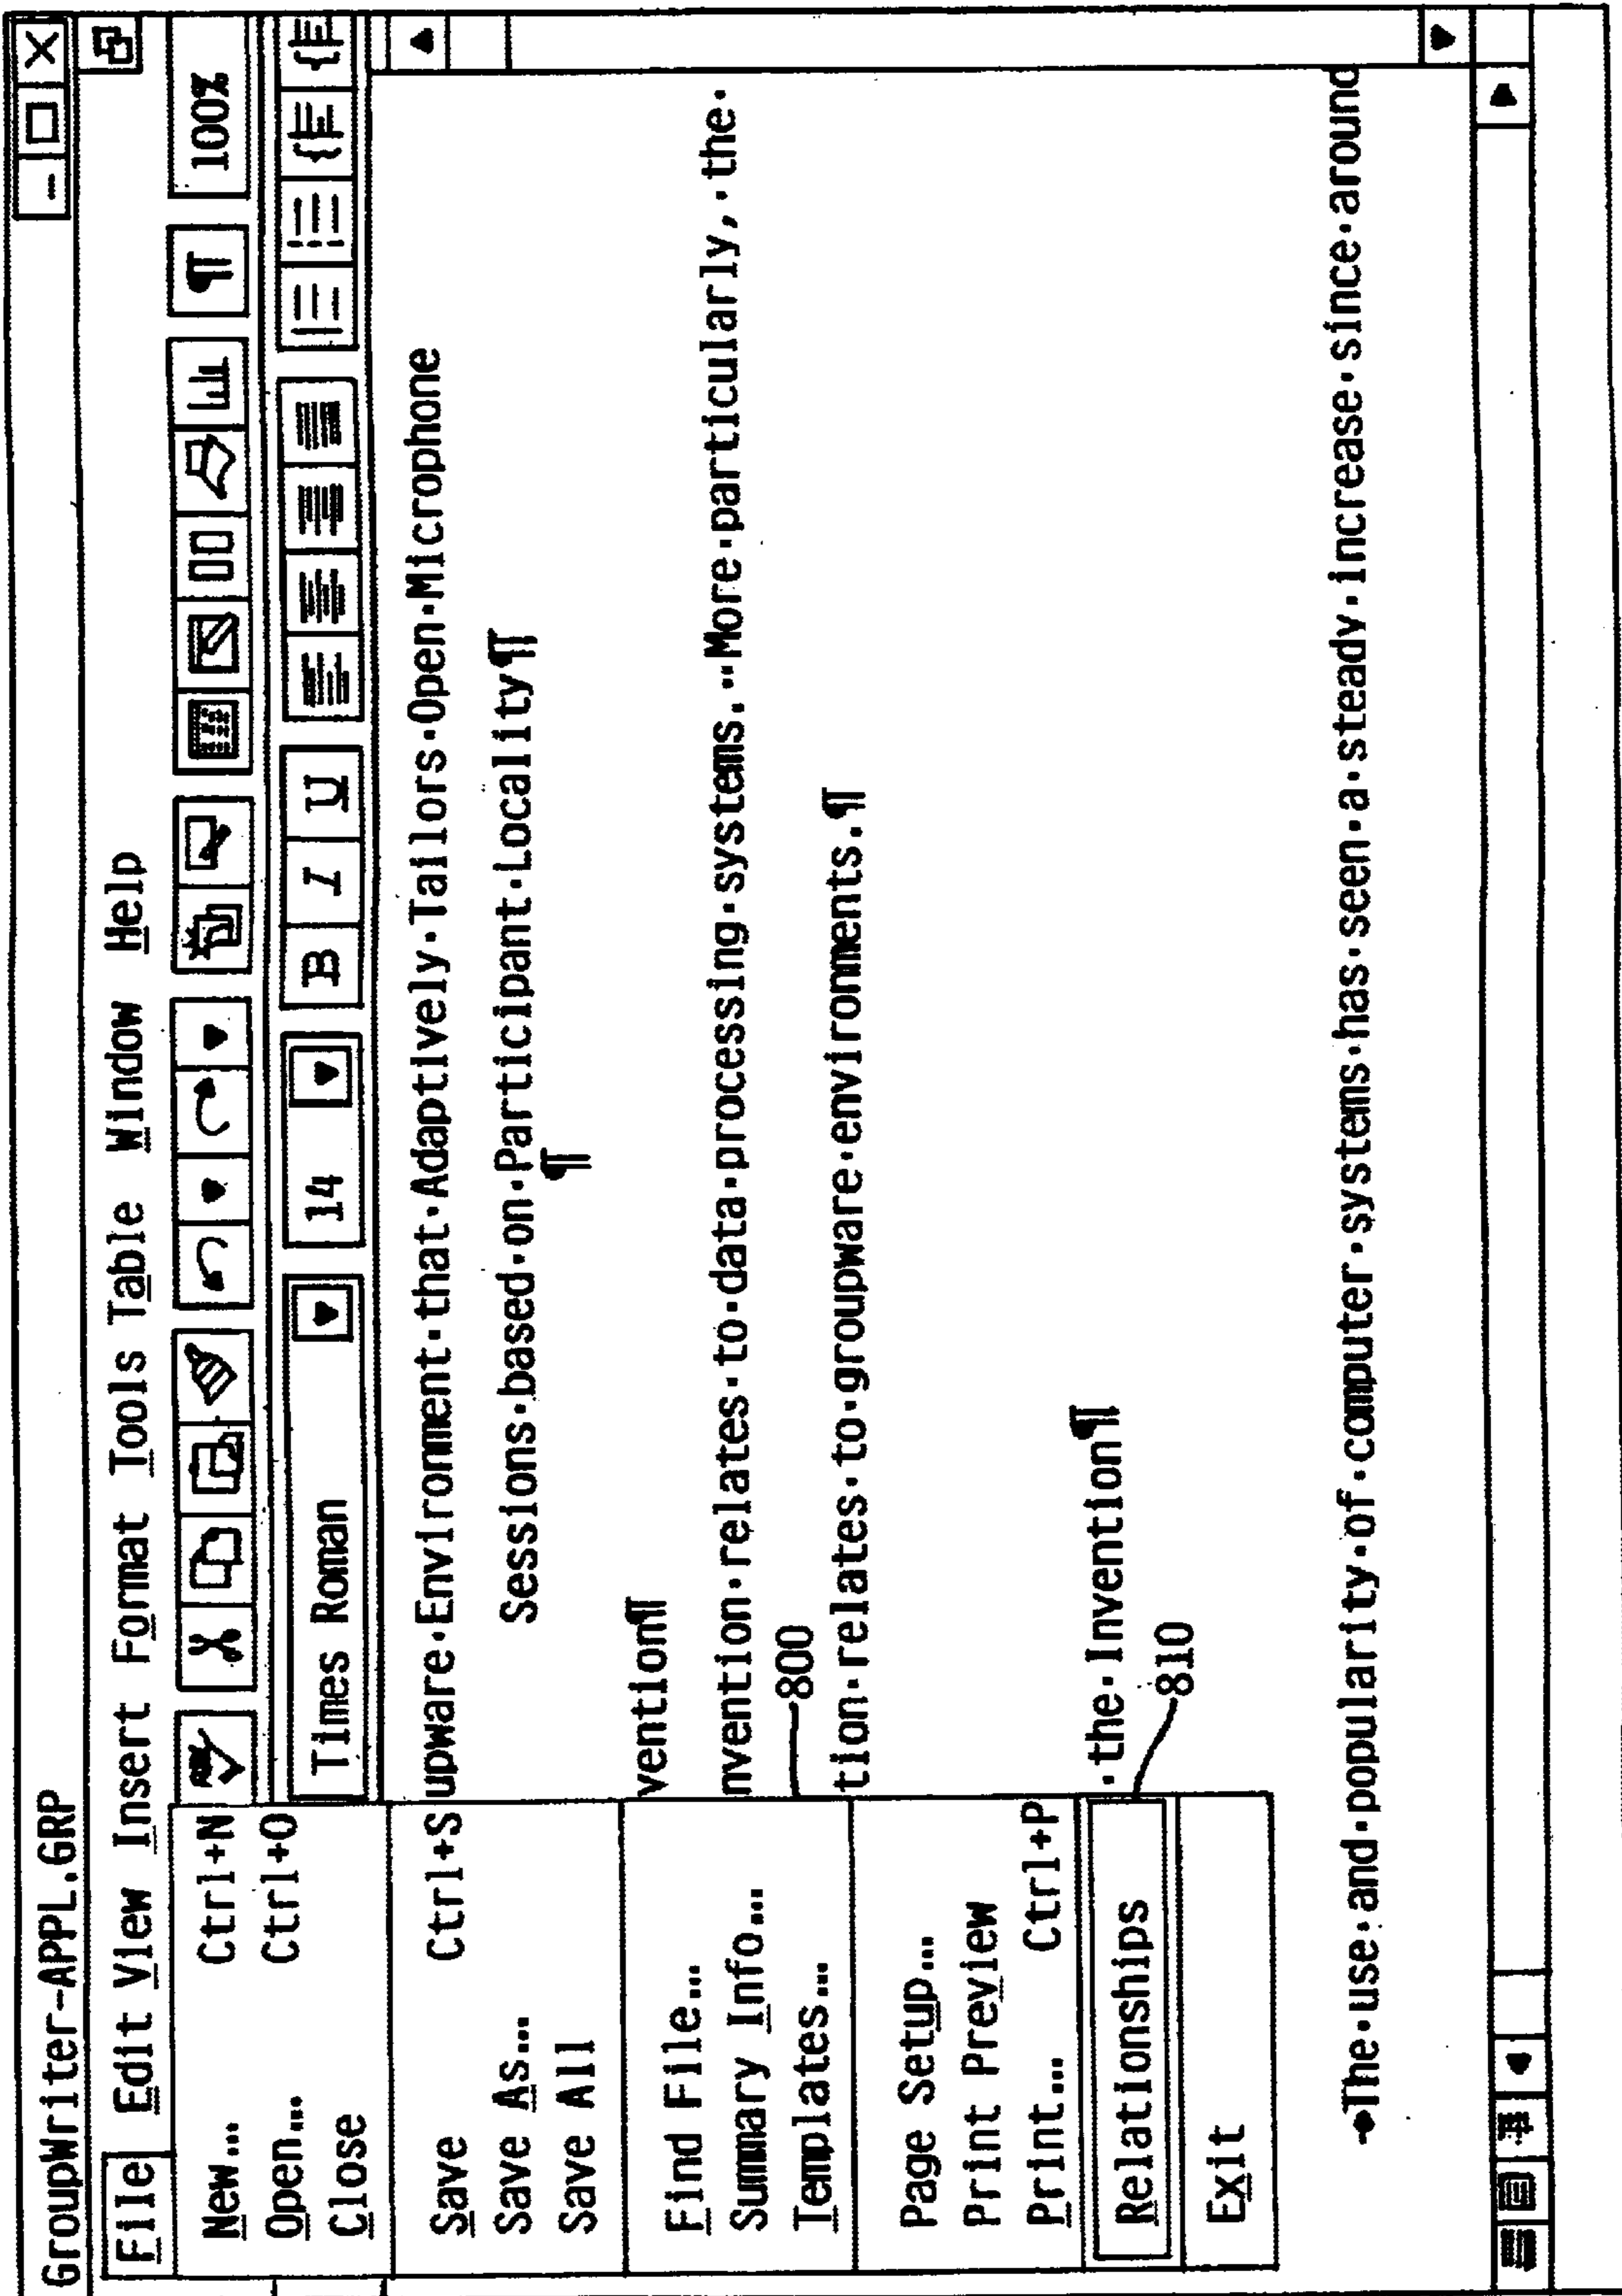 GroupWriter-APPL.GRP
File Edit View Insert Format Tools Table Window Help
100%
Times Roman 14 B I U
New... Ctrl+N
Open... Ctrl+O
Close
Save Ctrl+S
Save As...
Save All
Find File...
Summary Info...
Templates...
Page Setup...
Print Preview
Print... Ctrl+P
Relationships
Exit
upware·Environment·that·Adaptively·Tailors·Open·Microphone
Sessions·based·on·Participant·Locality¶
¶
vention¶
nvention·relates·to·data·processing·systems.··More·particularly,·the·
800
tion·relates·to·groupware·environments.¶
·the·Invention¶
810
The·use·and·popularity·of·computer·systems·has·seen·a·steady·increase·since·around